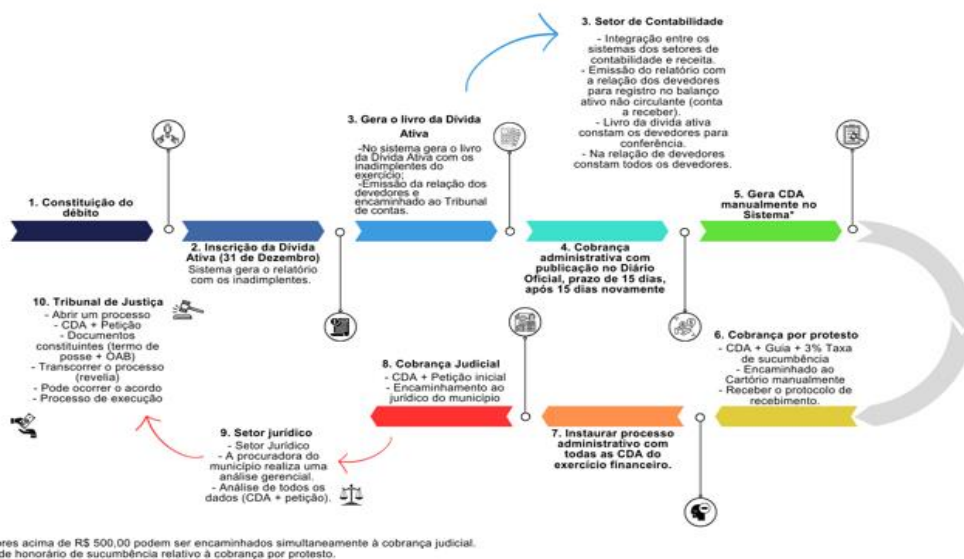 1. Constituição do
débito
2. Inscrição da Dívida
Ativa (31 de Dezembro)
Sistema gera o relatório
com os inadimplentes.
3. Gera o livro da Dívida
Ativa
-No sistema gera o livro
da Dívida Ativa com os
inadimplentes do
exercício;
-Emissão da relação dos
devedores e
encaminhado ao Tribunal
de contas.
3. Setor de Contabilidade
- Integração entre os
sistemas dos setores de
contabilidade e receita.
- Emissão do relatório com
a relação dos devedores
para registro no balanço
ativo não circulante (conta
a receber).
- Livro da divida ativa
constam os devedores para
conferência.
- Na relação de devedores
constam todos os devedores.
4. Cobrança
administrativa com
publicação no Diário
Oficial, prazo de 15 dias,
após 15 dias novamente
5. Gera CDA
manualmente no
Sistema*
6. Cobrança por protesto
- CDA + Guia + 3% Taxa
de sucumbência
- Encaminhado ao
Cartório manualmente
- Receber o protocolo de
recebimento.
7. Instaurar processo
administrativo com
todas as CDA do
exercício financeiro.
8. Cobrança Judicial
- CDA + Petição inicial
- Encaminhamento ao
jurídico do município
9. Setor jurídico
- Setor Jurídico
- A procuradora do
município realiza uma
análise gerencial.
- Análise de todos os
dados (CDA + petição).
10. Tribunal de Justiça
- Abrir um processo
- CDA + Petição
- Documentos
constituintes (termo de
posse + OAB)
- Transcorrer o processo
(revelia)
- Pode ocorrer o acordo
- Processo de execução
ores acima de R$ 500,00 podem ser encaminhados simultaneamente à cobrança judicial.
de honorário de sucumbência relativo à cobrança por protesto.